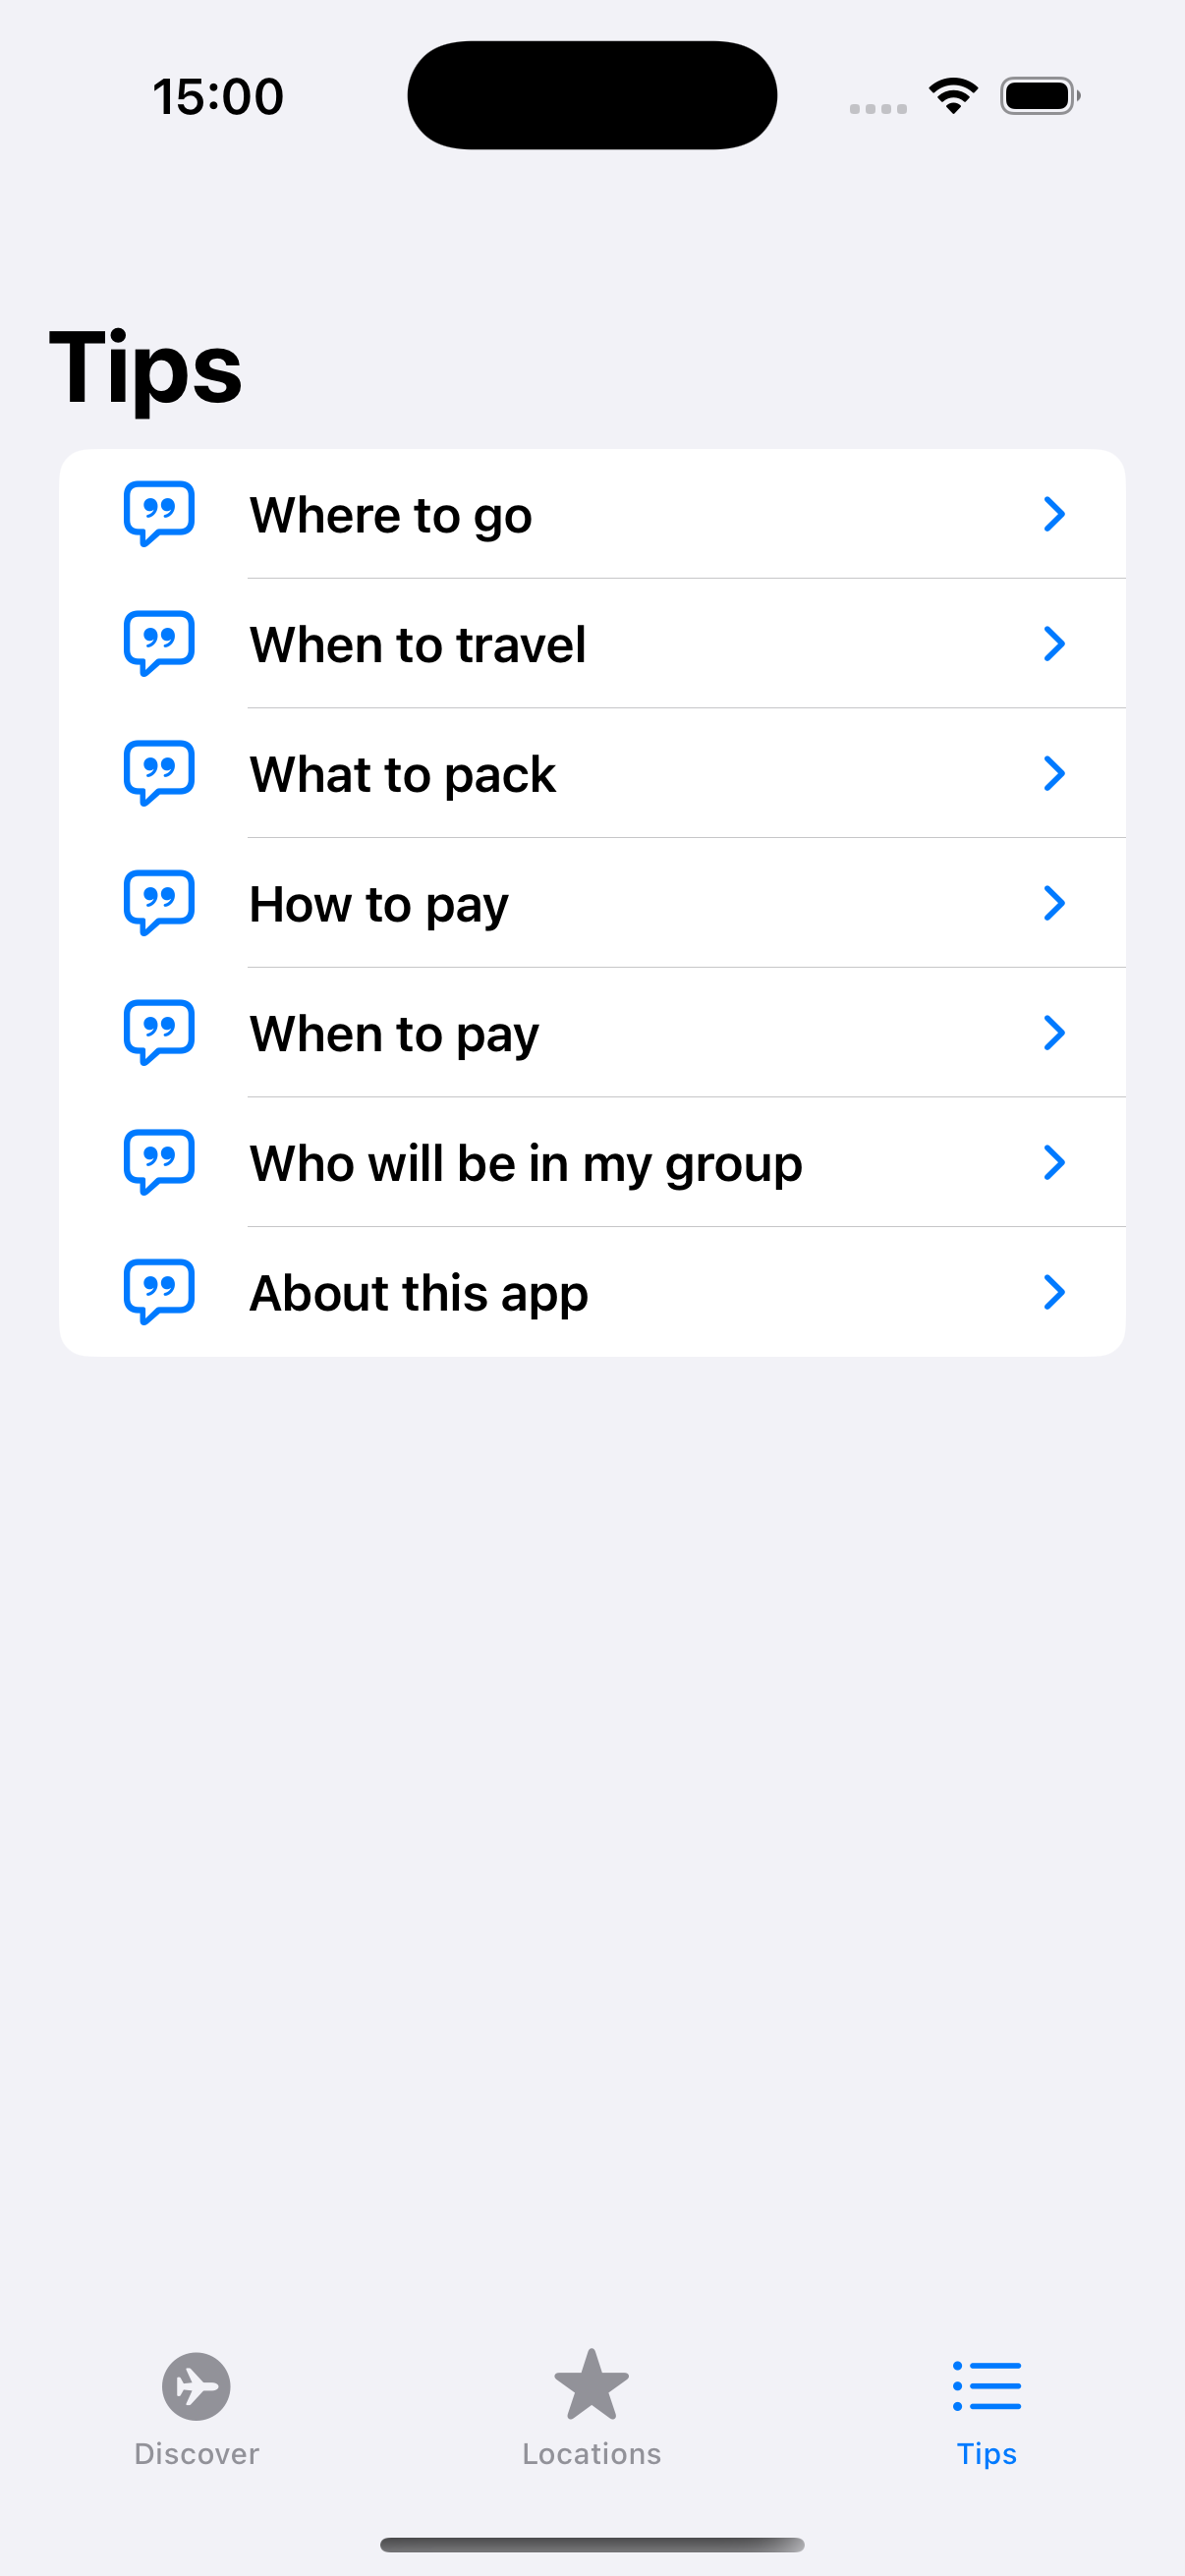 15:00
Tips
Where to go
When to travel
What to pack
How to pay
When to pay
Who will be in my group
About this app
Discover
Locations
Tips